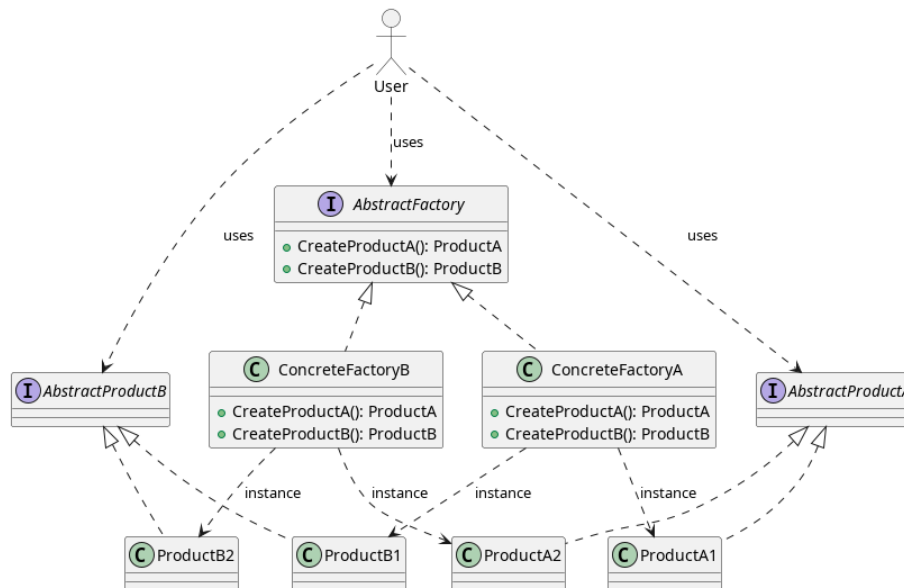 User
uses
I AbstractFactory
CreateProductA(): ProductA
CreateProductB(): ProductB
uses
uses
C ConcreteFactoryB
CreateProductA(): ProductA
CreateProductB(): ProductB
C ConcreteFactoryA
CreateProductA(): ProductA
CreateProductB(): ProductB
I AbstractProductB
I AbstractProductA
instance
instance
instance
instance
C ProductB2
C ProductB1
C ProductA2
C ProductA1